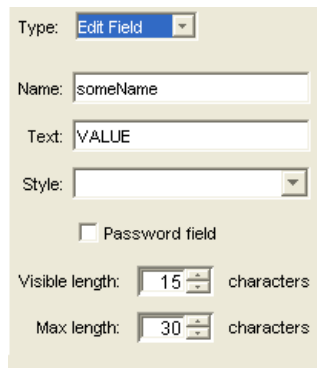 Type: Edit Field
Name: someName
Text: VALUE
Style:
Password field
Visible length: 15 characters
Max length: 30 characters